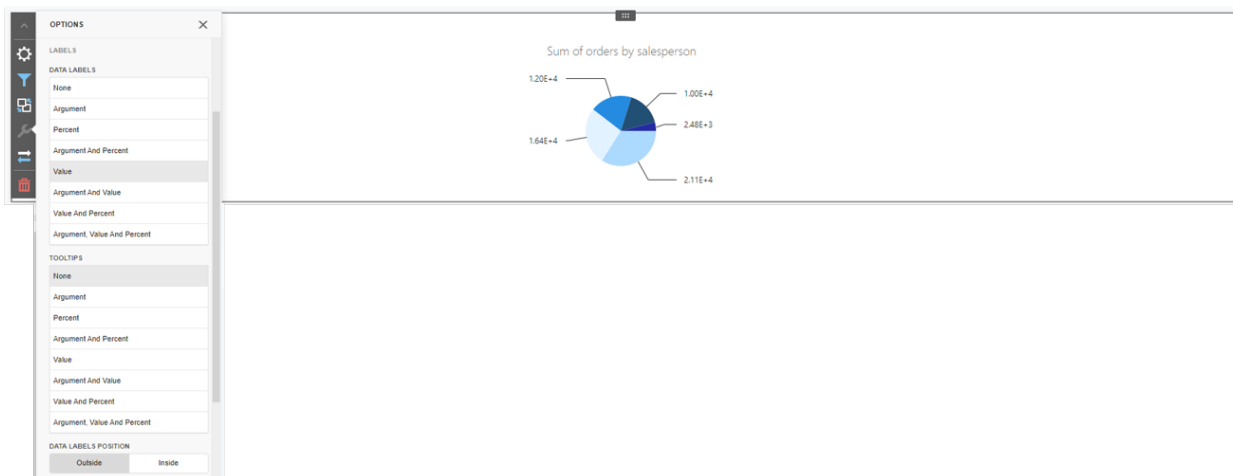 OPTIONS
LABELS
DATA LABELS
None
Argument
Percent
Argument And Percent
Value
Argument And Value
Value And Percent
Argument, Value And Percent
TOOLTIPS
None
Argument
Percent
Argument And Percent
Value
Argument And Value
Value And Percent
Argument, Value And Percent
DATA LABELS POSITION
Outside Inside
Sum of orders by salesperson
1.20E+4
1.00E+4
2.48E+3
1.64E+4
2.11E+4